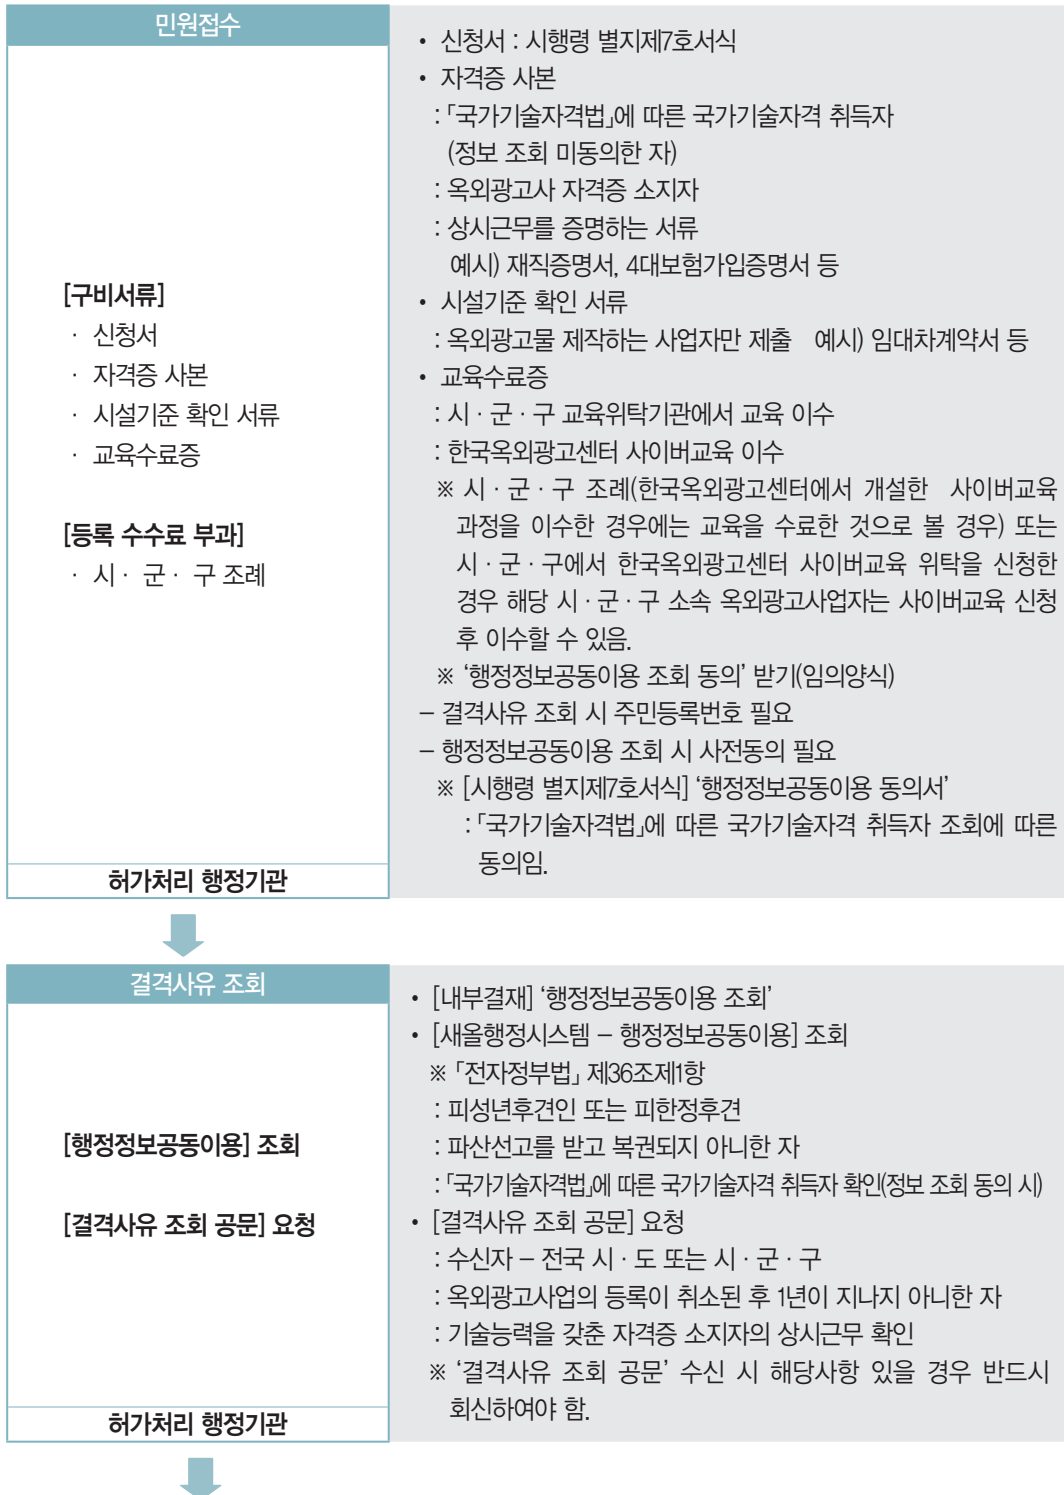 민원접수
[구비서류]
· 신청서
· 자격증 사본
· 시설기준 확인 서류
· 교육수료증
[등록 수수료 부과]
· 시 · 군 · 구 조례
허가처리 행정기관
• 신청서 : 시행령 별지제7호서식
• 자격증 사본
: 「국가기술자격법」에 따른 국가기술자격 취득자
(정보 조회 미동의한 자)
: 옥외광고사 자격증 소지자
: 상시근무를 증명하는 서류
예시) 재직증명서, 4대보험가입증명서 등
• 시설기준 확인 서류
: 옥외광고물 제작하는 사업자만 제출 예시) 임대차계약서 등
• 교육수료증
: 시 · 군 · 구 교육위탁기관에서 교육 이수
: 한국옥외광고센터 사이버교육 이수
※ 시 · 군 · 구 조례(한국옥외광고센터에서 개설한 사이버교육
과정을 이수한 경우에는 교육을 수료한 것으로 볼 경우) 또는
시 · 군 · 구에서 한국옥외광고센터 사이버교육 위탁을 신청한
경우 해당 시 · 군 · 구 소속 옥외광고사업자는 사이버교육 신청
후 이수할 수 있음.
※ ‘행정정보공동이용 조회 동의’ 받기(임의양식)
– 결격사유 조회 시 주민등록번호 필요
– 행정정보공동이용 조회 시 사전동의 필요
※ [시행령 별지제7호서식] ‘행정정보공동이용 동의서’
: 「국가기술자격법」에 따른 국가기술자격 취득자 조회에 따른
동의임.
결격사유 조회
[행정정보공동이용] 조회
[결격사유 조회 공문] 요청
허가처리 행정기관
• [내부결재] ‘행정정보공동이용 조회’
• [새올행정시스템 – 행정정보공동이용] 조회
※ 「전자정부법」 제36조제1항
: 피성년후견인 또는 피한정후견
: 파산선고를 받고 복권되지 아니한 자
: 「국가기술자격법」에 따른 국가기술자격 취득자 확인(정보 조회 동의 시)
• [결격사유 조회 공문] 요청
: 수신자 – 전국 시 · 도 또는 시 · 군 · 구
: 옥외광고사업의 등록이 취소된 후 1년이 지나지 아니한 자
: 기술능력을 갖춘 자격증 소지자의 상시근무 확인
※ ‘결격사유 조회 공문’ 수신 시 해당사항 있을 경우 반드시
회신하여야 함.